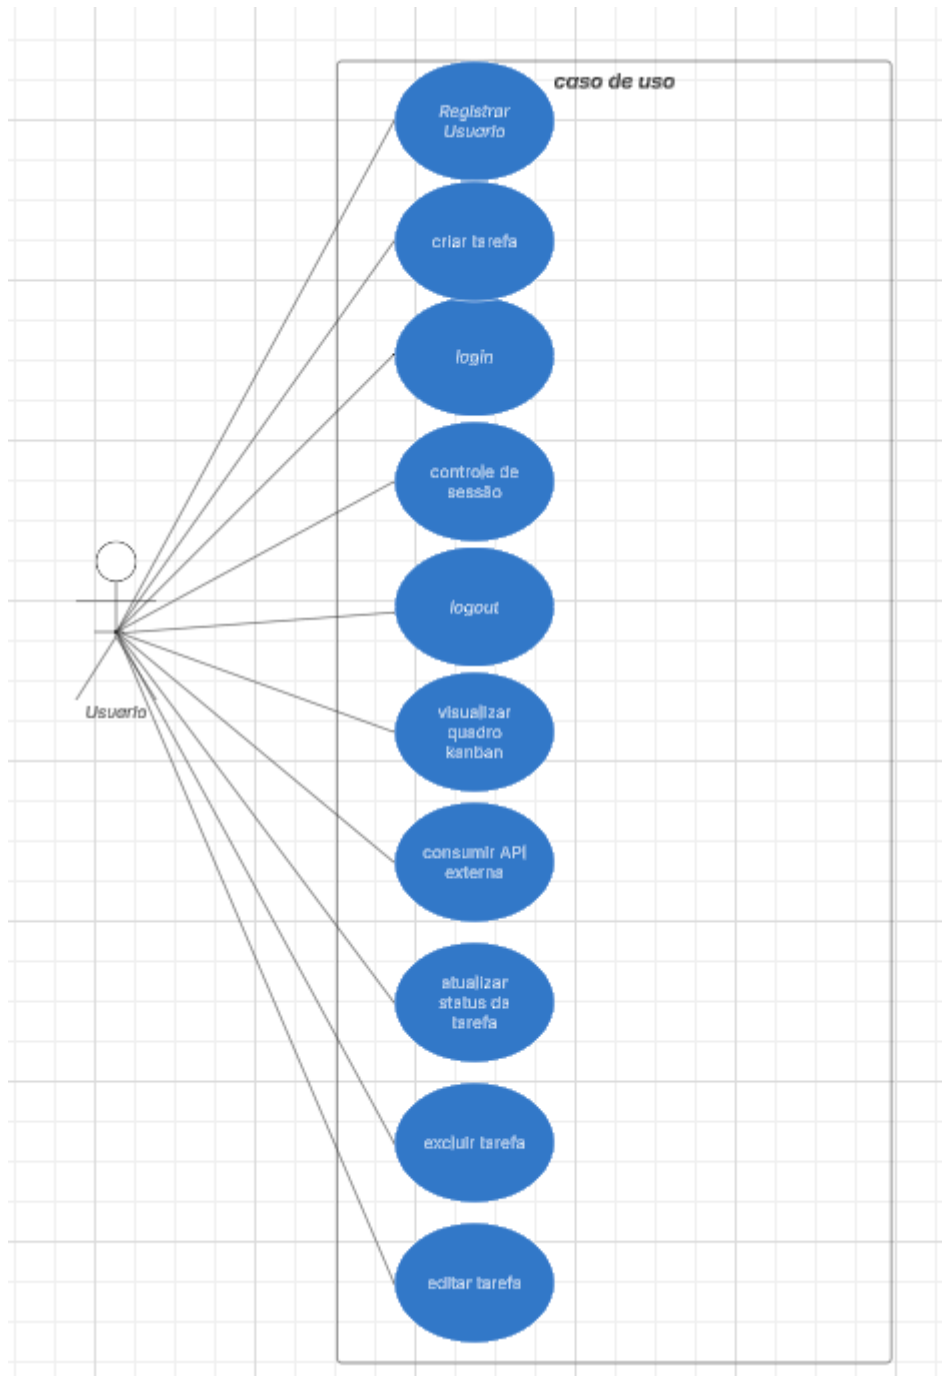 caso de uso
Registrar
Usuario
criar tarefa
login
controle de
sessão
logout
visualizar
quadro
kanban
Usuario
consumir API
externa
atualizar
status da
tarefa
excluir tarefa
editar tarefa